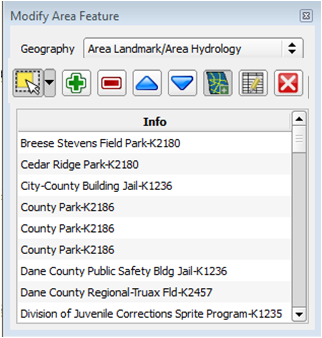 Modify Area Feature
Geography
Area Landmark/Area Hydrology
Info
Breese Stevens Field Park-K2180
Cedar Ridge Park-K2180
City-County Building Jail-K1236
County Park-K2186
County Park-K2186
County Park-K2186
Dane County Public Safety Bldg Jail-K1236
Dane County Regional-Truax Fld-K2457
Division of Juvenile Corrections Sprite Program-K1235